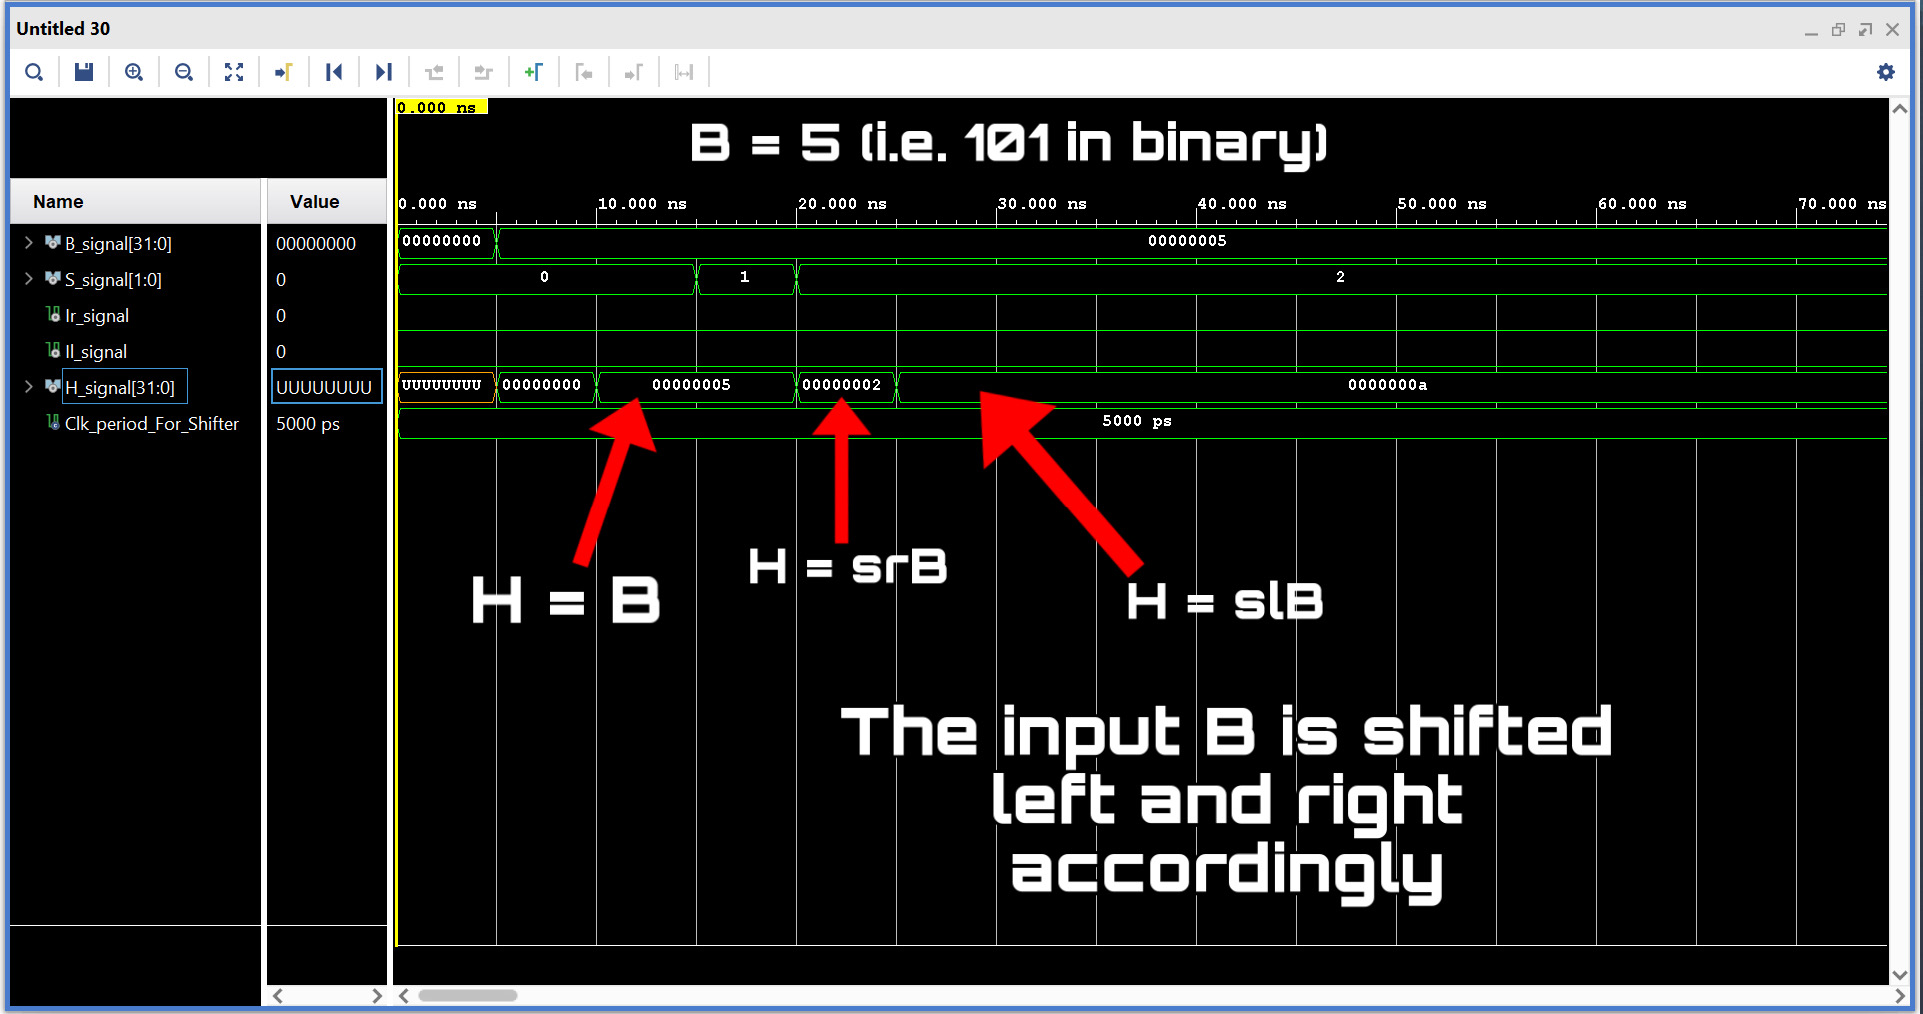 Untitled 30
0.000 ns
B = 5 (i.e. 101 in binary)
Name Value
0.000 ns 10.000 ns 20.000 ns 30.000 ns 40.000 ns 50.000 ns 60.000 ns 70.000 ns
B_signal[31:0] 00000000 00000000 00000005
S_signal[1:0] 0 0 1 2
Ir_signal 0
Il_signal 0
H_signal[31:0] UUUUUUUU UUUUUUUU 00000000 00000005 00000002 0000000a
Clk_period_For_Shifter 5000 ps 5000 ps
H = B
H = srB
H = slB
The input B is shifted
left and right
accordingly